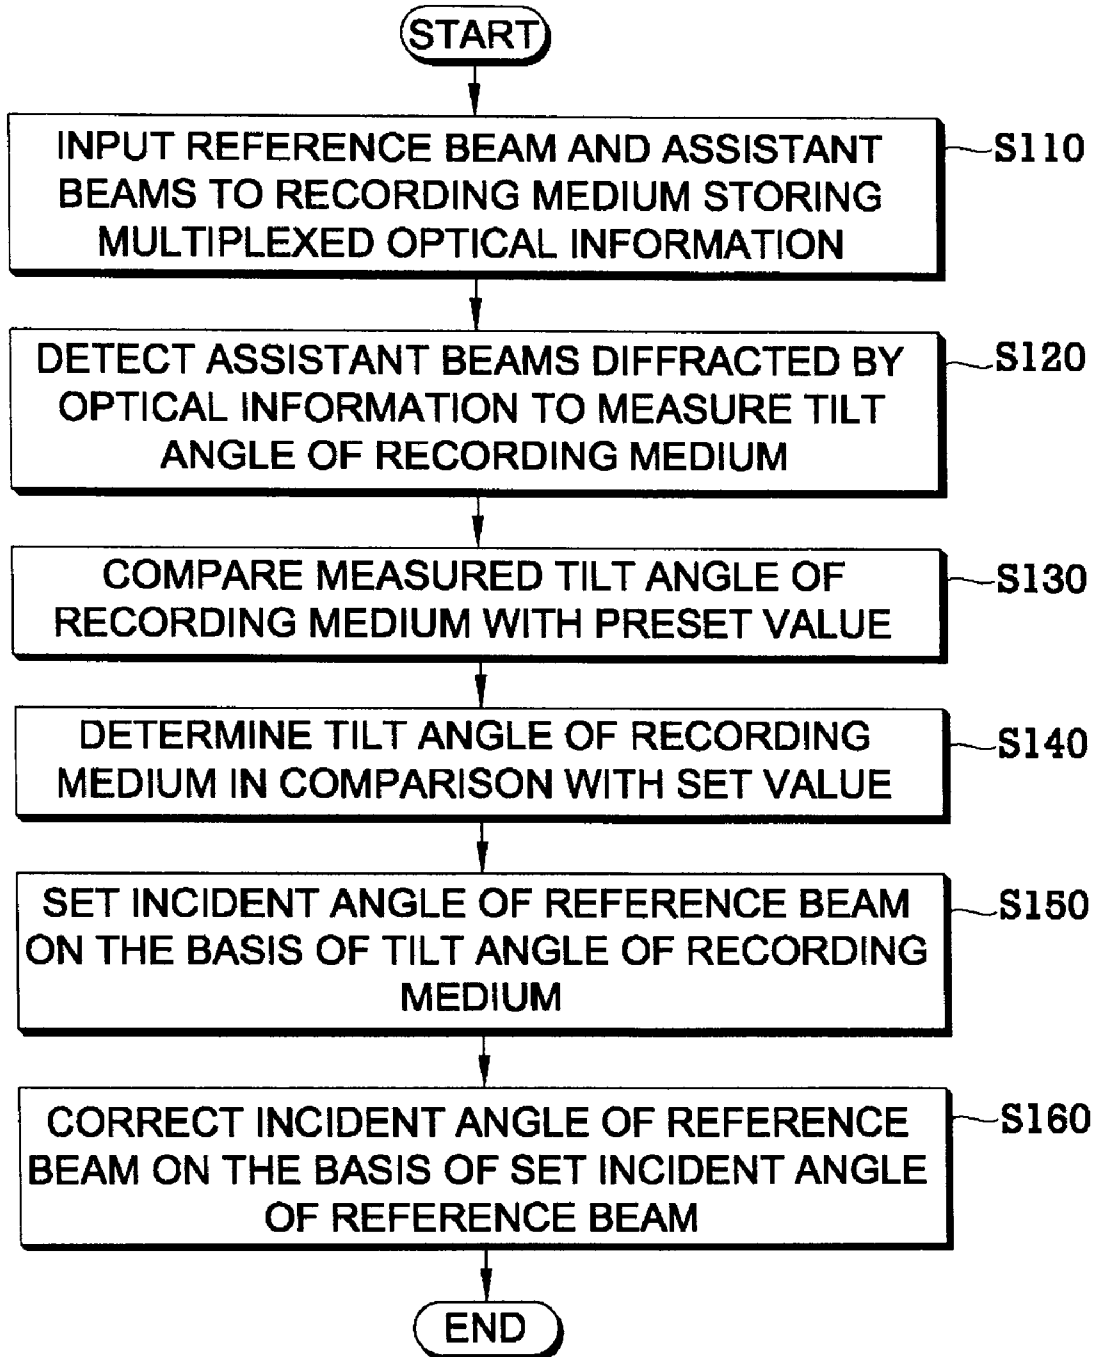 START
INPUT REFERENCE BEAM AND ASSISTANT
BEAMS TO RECORDING MEDIUM STORING
MULTIPLEXED OPTICAL INFORMATION
S110
DETECT ASSISTANT BEAMS DIFFRACTED BY
OPTICAL INFORMATION TO MEASURE TILT
ANGLE OF RECORDING MEDIUM
S120
COMPARE MEASURED TILT ANGLE OF
RECORDING MEDIUM WITH PRESET VALUE
S130
DETERMINE TILT ANGLE OF RECORDING
MEDIUM IN COMPARISON WITH SET VALUE
S140
SET INCIDENT ANGLE OF REFERENCE BEAM
ON THE BASIS OF TILT ANGLE OF RECORDING
MEDIUM
S150
CORRECT INCIDENT ANGLE OF REFERENCE
BEAM ON THE BASIS OF SET INCIDENT ANGLE
OF REFERENCE BEAM
S160
END